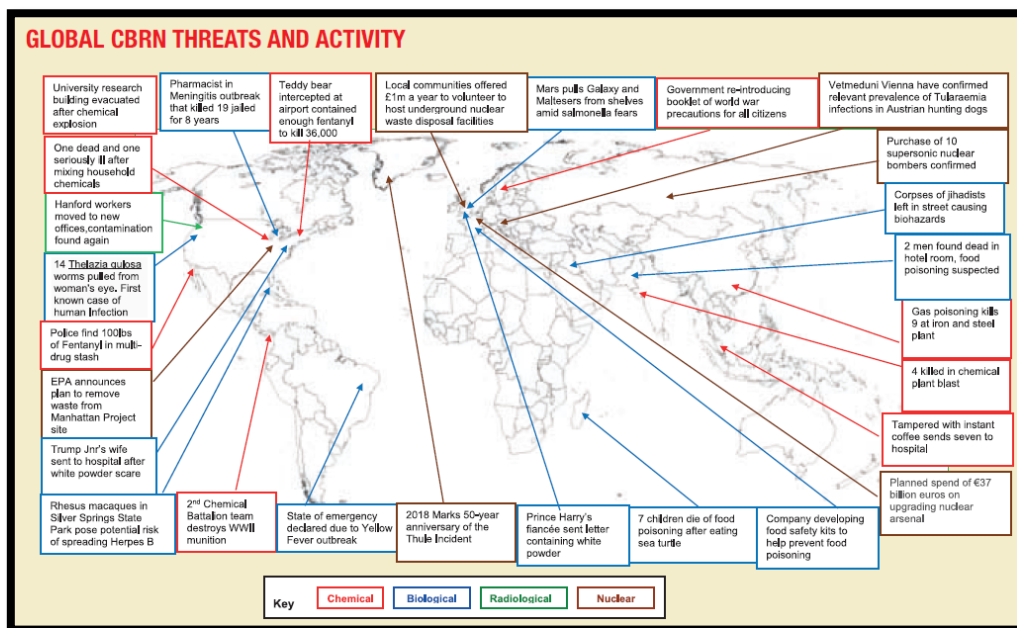 GLOBAL CBRN THREATS AND ACTIVITY
University research
building evacuated
after chemical
explosion
Pharmacist in
Meningitis outbreak
that killed 19 jailed
for 8 years
Teddy bear
intercepted at
airport contained
enough fentanyl
to kill 36,000
Local communities offered
£1m a year to volunteer to
host underground nuclear
waste disposal facilities
Mars pulls Galaxy and
Maltesers from shelves
amid salmonella fears
Government re-introducing
booklet of world war
precautions for all citizens
Vetmeduni Vienna have confirmed
relevant prevalence of Tularaemia
infections in Austrian hunting dogs
One dead and one
seriously ill after
mixing household
chemicals
Purchase of 10
supersonic nuclear
bombers confirmed
Hanford workers
moved to new
offices,contamination
found again
Corpses of jihadists
left in street causing
biohazards
14 Thelazia gulosa
worms pulled from
woman's eye. First
known case of
human Infection
2 men found dead in
hotel room, food
poisoning suspected
Police find 100lbs
of Fentanyl in multi-
drug stash
Gas poisoning kills
9 at iron and steel
plant
EPA announces
plan to remove
waste from
Manhattan Project
site
4 killed in chemical
plant blast
Tampered with instant
coffee sends seven to
hospital
Trump Jnr's wife
sent to hospital after
white powder scare
Planned spend of €37
billion euros on
upgrading nuclear
arsenal
Rhesus macaques in
Silver Springs State
Park pose potential risk
of spreading Herpes B
2nd Chemical
Battalion team
destroys WWII
munition
State of emergency
declared due to Yellow
Fever outbreak
2018 Marks 50-year
anniversary of the
Thule Incident
Prince Harry's
fiancée sent letter
containing white
powder
7 children die of food
poisoning after eating
sea turtle
Company developing
food safety kits to
help prevent food
poisoning
Key
Chemical
Biological
Radiological
Nuclear